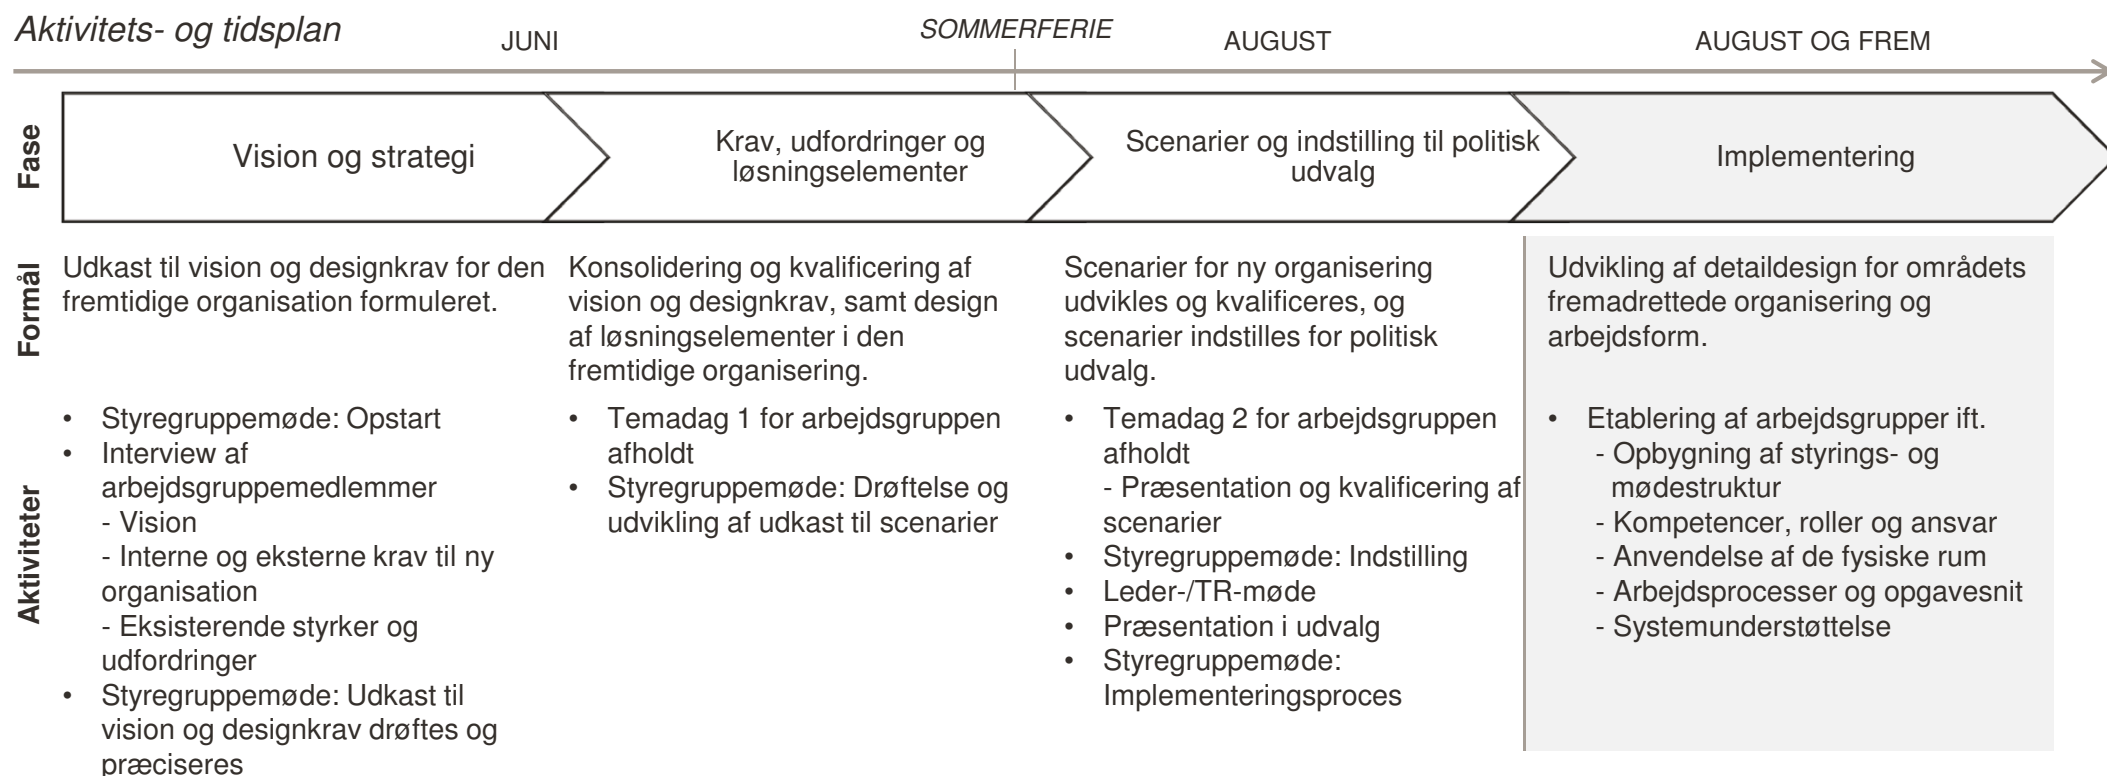 Aktivitets- og tidsplan
JUNI
SOMMERFERIE
AUGUST
AUGUST OG FREM
Fase
Vision og strategi
Krav, udfordringer og
løsningselementer
Scenarier og indstilling til politisk
udvalg
Implementering
Formål
Udkast til vision og designkrav for den
fremtidige organisation formuleret.
Konsolidering og kvalificering af
vision og designkrav, samt design
af løsningselementer i den
fremtidige organisering.
Scenarier for ny organisering
udvikles og kvalificeres, og
scenarier indstilles for politisk
udvalg.
Udvikling af detaildesign for områdets
fremadrettede organisering og
arbejdsform.
Aktiviteter
• Styregruppemøde: Opstart
• Interview af
arbejdsgruppemedlemmer
- Vision
- Interne og eksterne krav til ny
organisation
- Eksisterende styrker og
udfordringer
• Styregruppemøde: Udkast til
vision og designkrav drøftes og
præciseres
• Temadag 1 for arbejdsgruppen
afholdt
• Styregruppemøde: Drøftelse og
udvikling af udkast til scenarier
• Temadag 2 for arbejdsgruppen
afholdt
- Præsentation og kvalificering af
scenarier
• Styregruppemøde: Indstilling
• Leder-/TR-møde
• Præsentation i udvalg
• Styregruppemøde:
Implementeringsproces
• Etablering af arbejdsgrupper ift.
- Opbygning af styrings- og
mødestruktur
- Kompetencer, roller og ansvar
- Anvendelse af de fysiske rum
- Arbejdsprocesser og opgavesnit
- Systemunderstøttelse